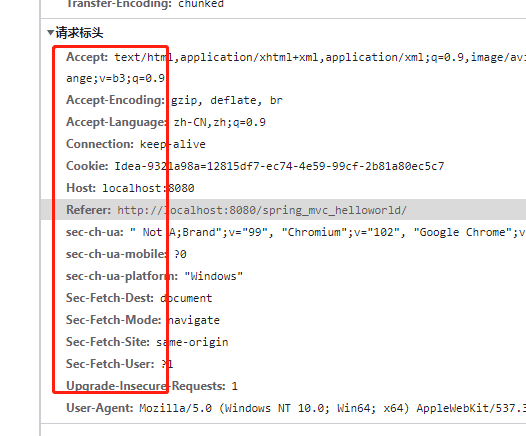 Transfer-Encoding: chunked
请求标头
Accept: text/html,application/xhtml+xml,application/xml;q=0.9,image/avi
ange;v=b3;q=0.9
Accept-Encoding: gzip, deflate, br
Accept-Language: zh-CN,zh;q=0.9
Connection: keep-alive
Cookie: Idea-9321a98a=12815df7-ec74-4e59-99cf-2b81a80ec5c7
Host: localhost:8080
Referer: http://localhost:8080/spring_mvc_helloworld/
sec-ch-ua: " Not A;Brand";v="99", "Chromium";v="102", "Google Chrome";v
sec-ch-ua-mobile: ?0
sec-ch-ua-platform: "Windows"
Sec-Fetch-Dest: document
Sec-Fetch-Mode: navigate
Sec-Fetch-Site: same-origin
Sec-Fetch-User: ?1
Upgrade-Insecure-Requests: 1
User-Agent: Mozilla/5.0 (Windows NT 10.0; Win64; x64) AppleWebKit/537.3